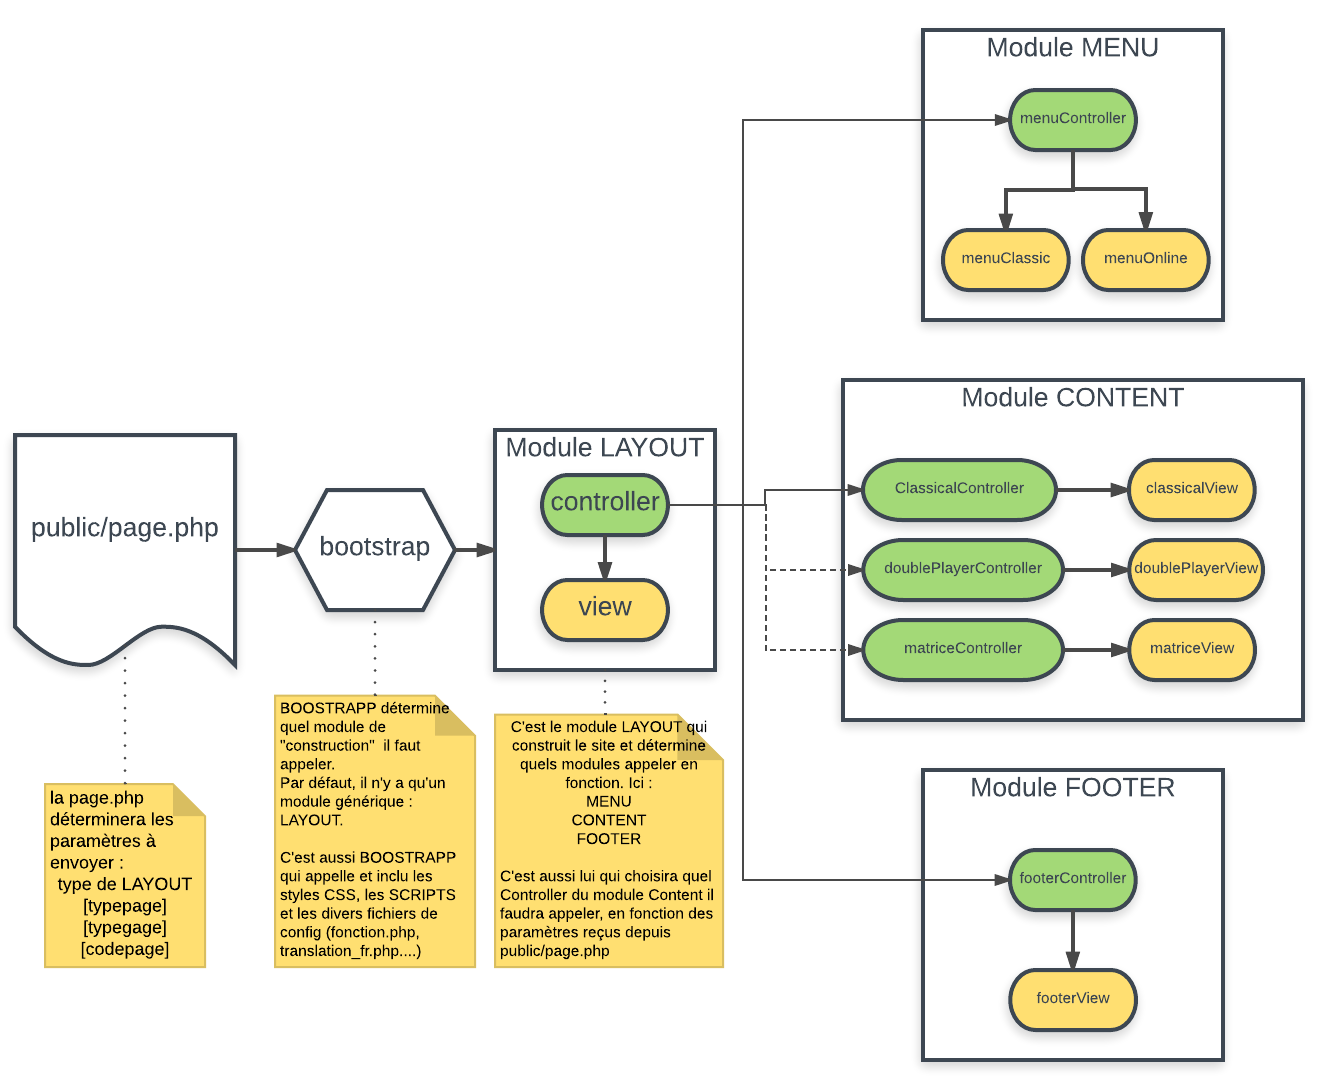 Module MENU
menuController
menuClassic
menuOnline
Module CONTENT
ClassicalController
classicalView
doublePlayerController
doublePlayerView
matriceController
matriceView
Module LAYOUT
controller
view
public/page.php
bootstrap
la page.php
déterminera les
paramètres à
envoyer :
type de LAYOUT
[typepage]
[typegage]
[codepage]
BOOSTRAPP détermine
quel module de
"construction"  il faut
appeler.
Par défaut, il n'y a qu'un
module générique :
LAYOUT.
C'est aussi BOOSTRAPP
qui appelle et inclu les
styles CSS, les SCRIPTS
et les divers fichiers de
config (fonction.php,
translation_fr.php....)
C'est le module LAYOUT qui
construit le site et détermine
quels modules appeler en
fonction. Ici :
MENU
CONTENT
FOOTER
C'est aussi lui qui choisira quel
Controller du module Content il
faudra appeler, en fonction des
paramètres reçus depuis
public/page.php
Module FOOTER
footerController
footerView